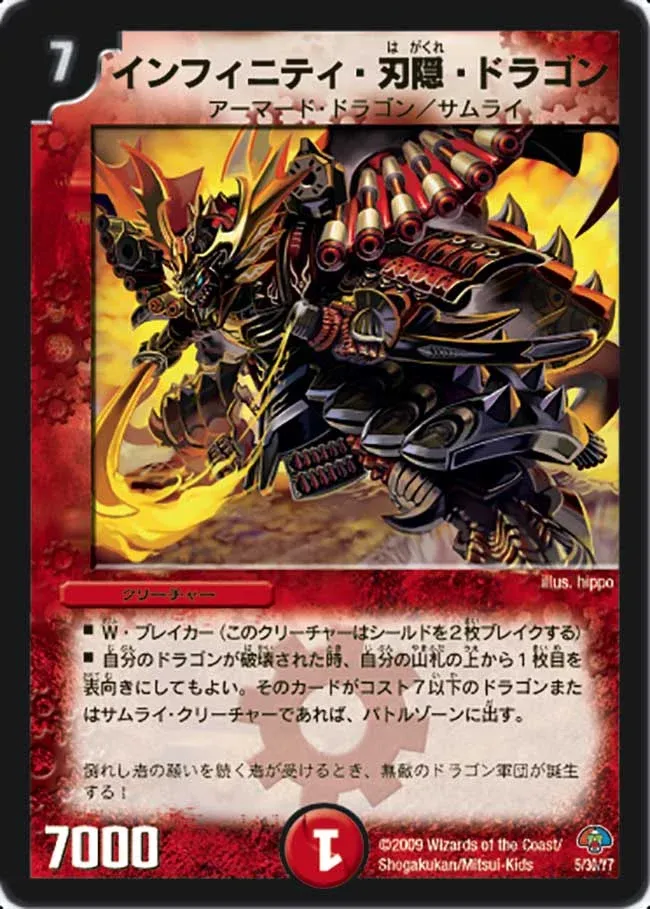 7
は がくれ
インフィニティ・刃隠・ドラゴン
アーマード・ドラゴン／サムライ
illus. hippo
クリーチャー
■ W・ブレイカー (このクリーチャーはシールドを2枚ブレイクする)
■ 自分のドラゴンが破壊された時、自分の山札の上から1枚目を
表向きにしてもよい。そのカードがコスト7以下のドラゴンまた
はサムライ・クリーチャーであれば、バトルゾーンに出す。
倒れし者の願いを続く者が受けるとき、無敵のドラゴン軍団が誕生
する！
7000
1
©2009 Wizards of the Coast/
Shogakukan/Mitsui-Kids